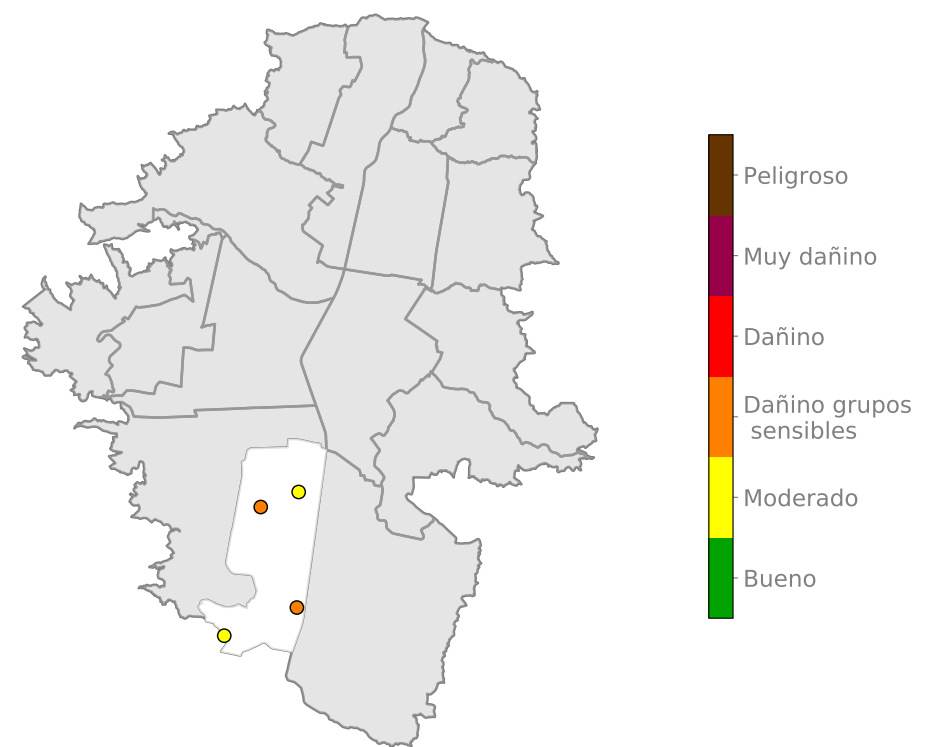 Peligroso
Muy dañino
Dañino
Dañino grupos
sensibles
Moderado
Bueno